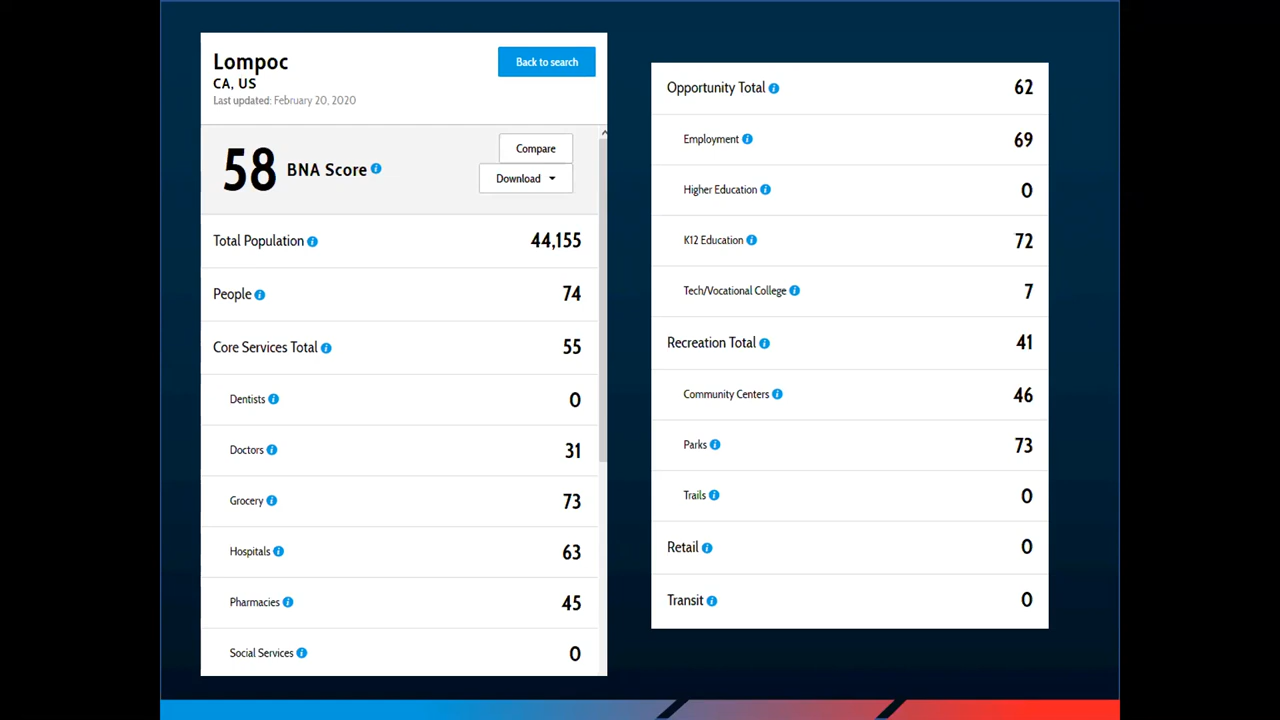 Lompoc
Back to search
CA, US
Last updated: February 20, 2020
58 BNA Score
Compare
Download
Total Population 44,155
People 74
Core Services Total 55
Dentists 0
Doctors 31
Grocery 73
Hospitals 63
Pharmacies 45
Social Services 0
Opportunity Total 62
Employment 69
Higher Education 0
K12 Education 72
Tech/Vocational College 7
Recreation Total 41
Community Centers 46
Parks 73
Trails 0
Retail 0
Transit 0